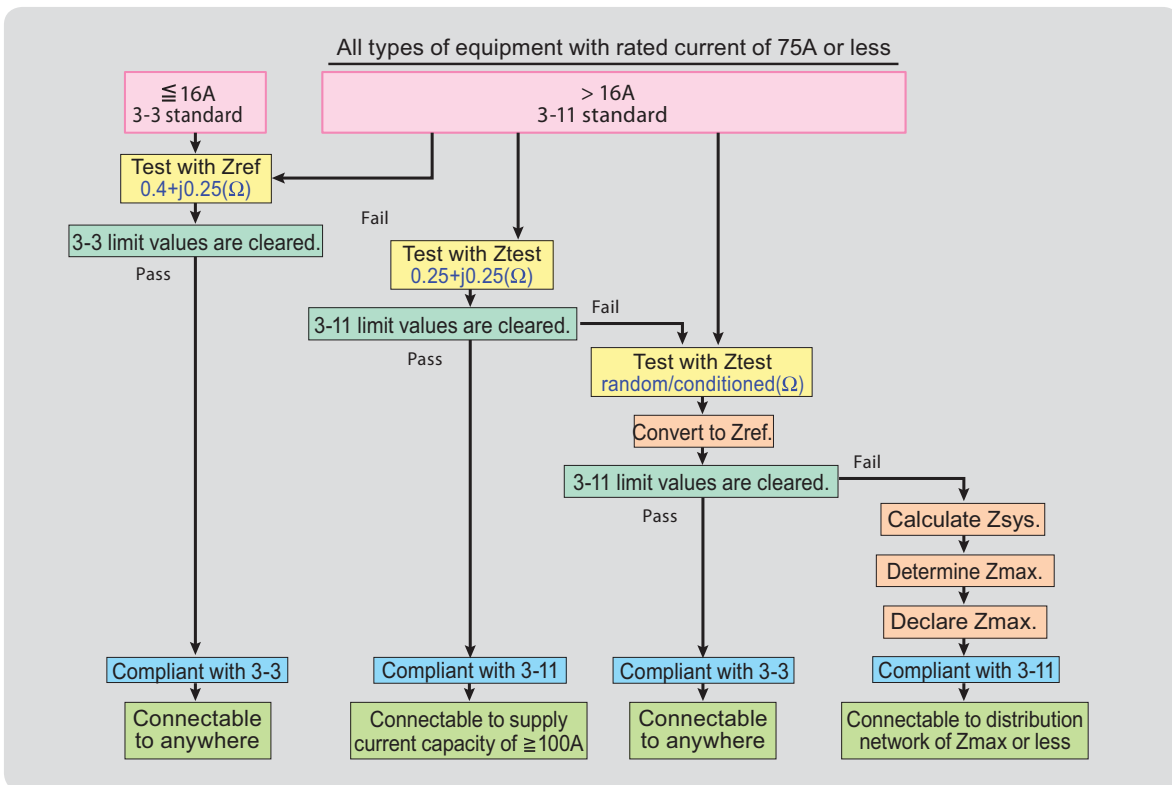 All types of equipment with rated current of 75A or less
≦16A
3-3 standard
> 16A
3-11 standard
Test with Zref
0.4+j0.25(Ω)
Fail
3-3 limit values are cleared.
Pass
Test with Ztest
0.25+j0.25(Ω)
3-11 limit values are cleared.
Fail
Pass
Test with Ztest
random/conditioned(Ω)
Convert to Zref.
3-11 limit values are cleared.
Fail
Pass
Calculate Zsys.
Determine Zmax.
Declare Zmax.
Compliant with 3-3
Compliant with 3-11
Compliant with 3-3
Compliant with 3-11
Connectable
to anywhere
Connectable to supply
current capacity of ≧100A
Connectable
to anywhere
Connectable to distribution
network of Zmax or less